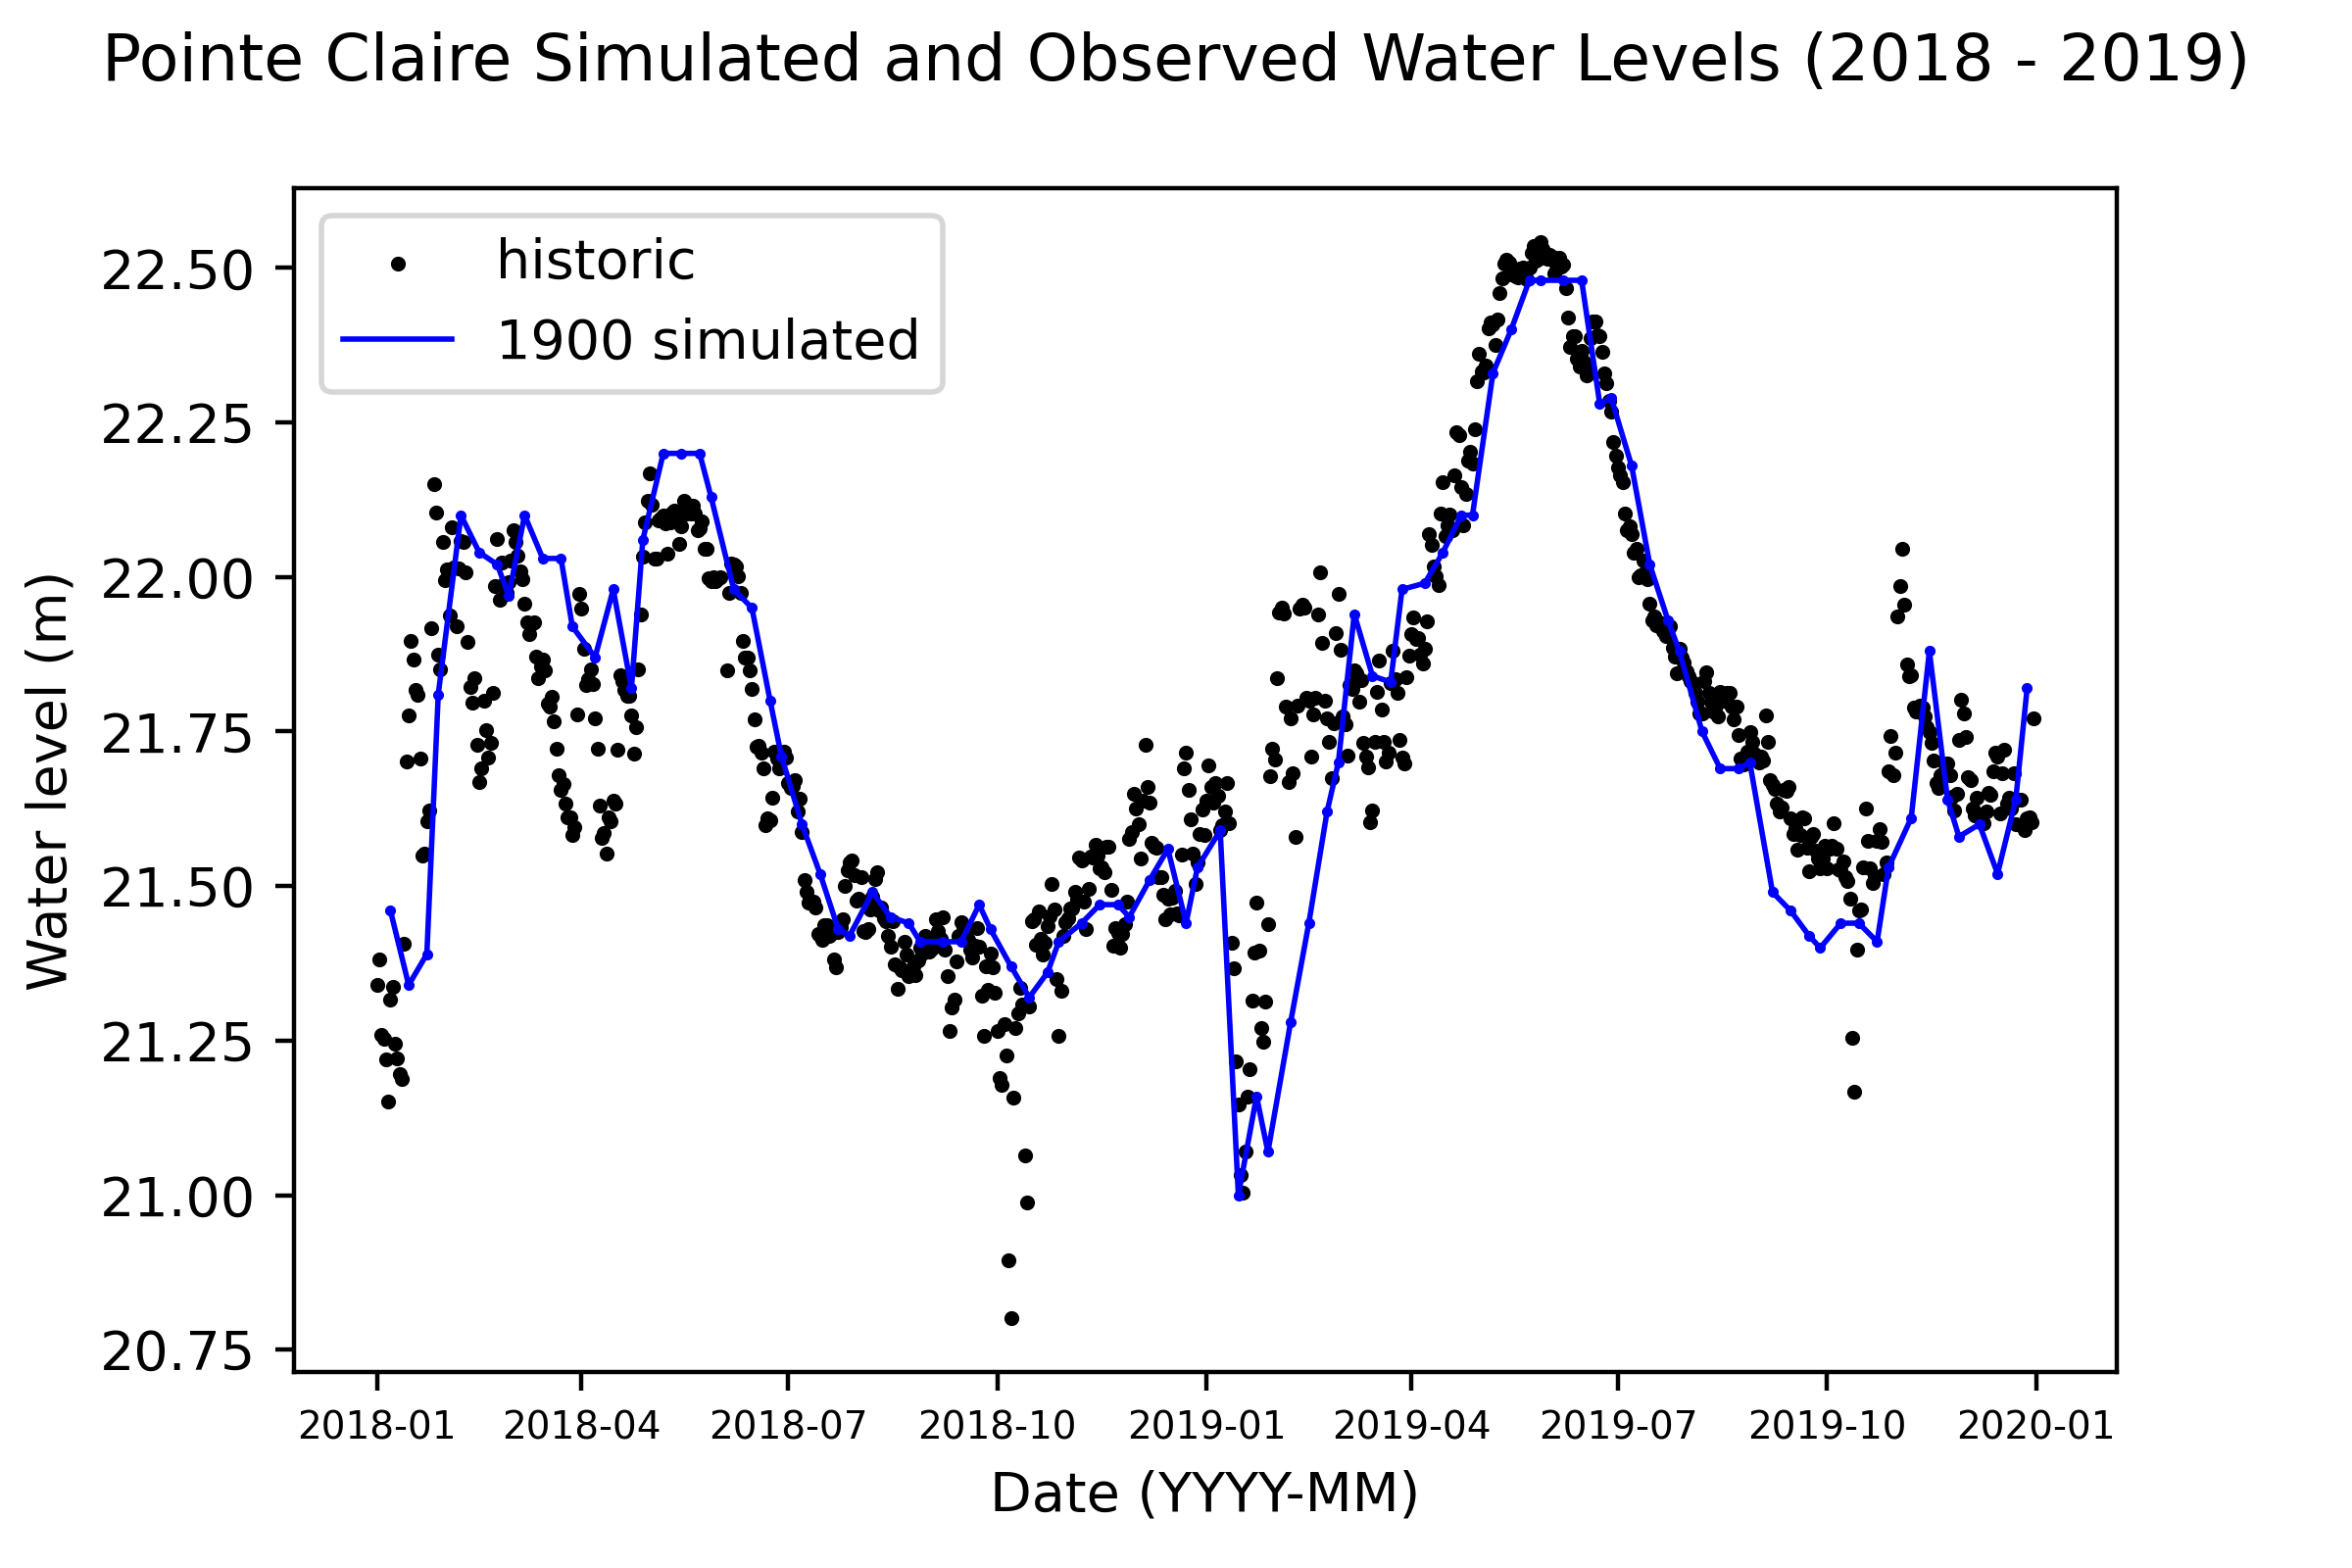 Pointe Claire Simulated and Observed Water Levels (2018 - 2019)
historic
1900 simulated
Water level (m)
22.50
22.25
22.00
21.75
21.50
21.25
21.00
20.75
2018-01 2018-04 2018-07 2018-10 2019-01 2019-04 2019-07 2019-10 2020-01
Date (YYYY-MM)